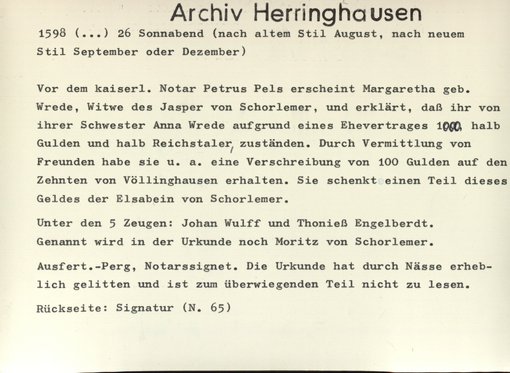 Archiv Herringhausen
1598 (...) 26 Sonnabend (nach altem Stil August, nach neuem
Stil September oder Dezember)
Vor dem kaiserl. Notar Petrus Pels erscheint Margaretha geb.
Wrede, Witwe des Jasper von Schorlemer, und erklärt, daß ihr von
ihrer Schwester Anna Wrede aufgrund eines Ehevertrages 1000, halb
Gulden und halb Reichstaler, zuständen. Durch Vermittlung von
Freunden habe sie u. a. eine Verschreibung von 100 Gulden auf den
Zehnten von Völlinghausen erhalten. Sie schenkt einen Teil dieses
Geldes der Elsabein von Schorlemer.
Unter den 5 Zeugen: Johan Wulff und Thonieß Engelberdt.
Genannt wird in der Urkunde noch Moritz von Schorlemer.
Ausfert.-Perg, Notarssignet. Die Urkunde hat durch Nässe erheb-
lich gelitten und ist zum überwiegenden Teil nicht zu lesen.
Rückseite: Signatur (N. 65)